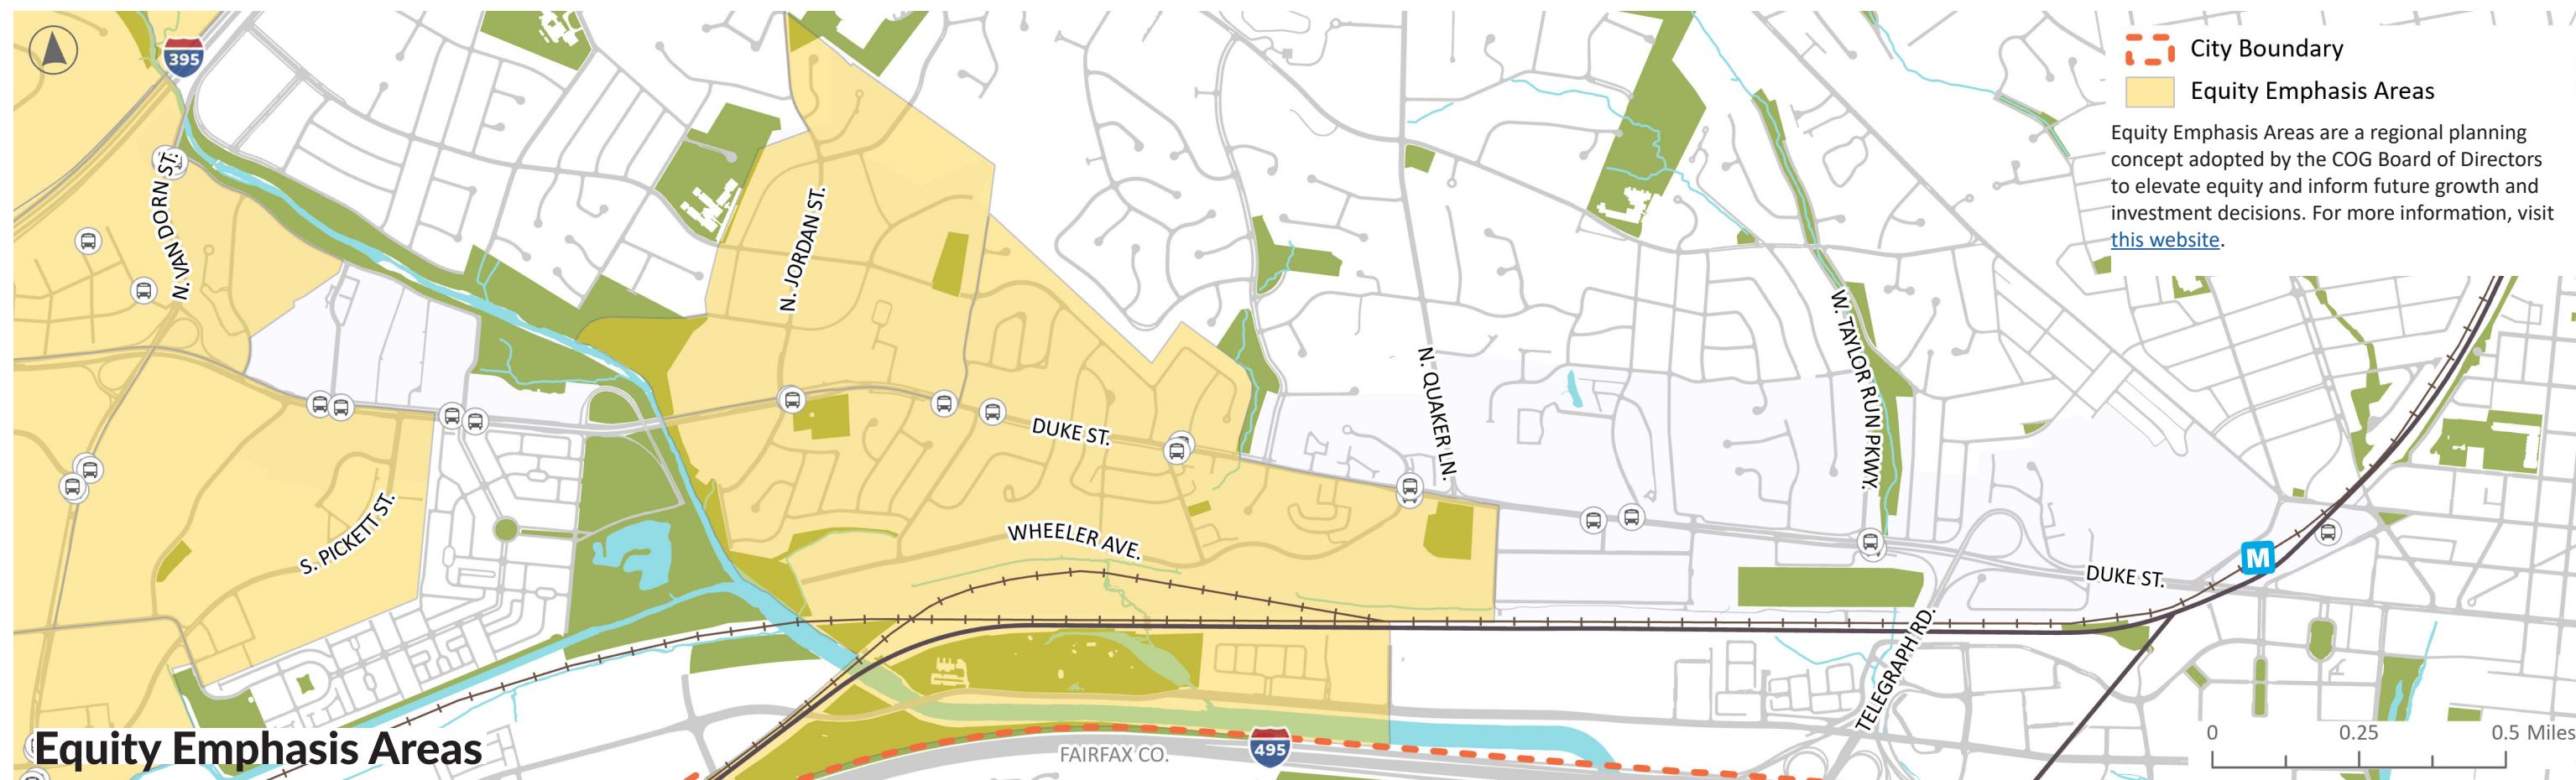 395
City Boundary
Equity Emphasis Areas
Equity Emphasis Areas are a regional planning
concept adopted by the COG Board of Directors
to elevate equity and inform future growth and
investment decisions. For more information, visit
this website.
N. VAN DORN ST.
N. JORDAN ST.
N. QUAKER LN.
W. TAYLOR RUN PKWY.
DUKE ST.
S. PICKETT ST.
WHEELER AVE.
M
DUKE ST.
TELEGRAPH RD.
0 0.25 0.5 Miles
Equity Emphasis Areas
FAIRFAX CO.
495